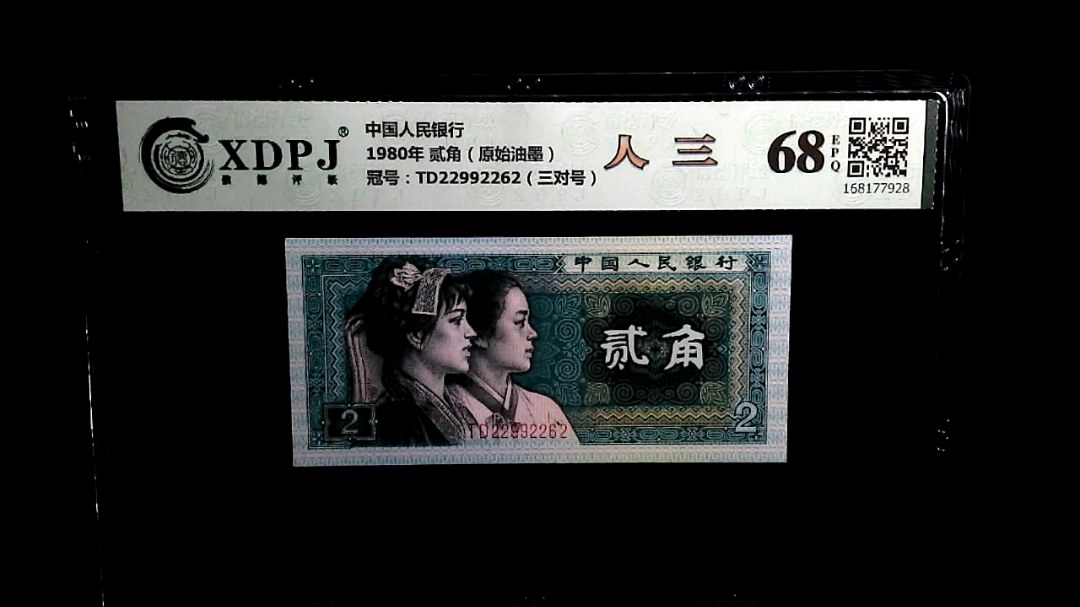 XDPJ®
中国人民银行
1980年 贰角（原始油墨）
冠号：TD22992262（三对号）
人 三
68
EPQ
168177928
中国人民银行
贰角
2
2
TD22992262